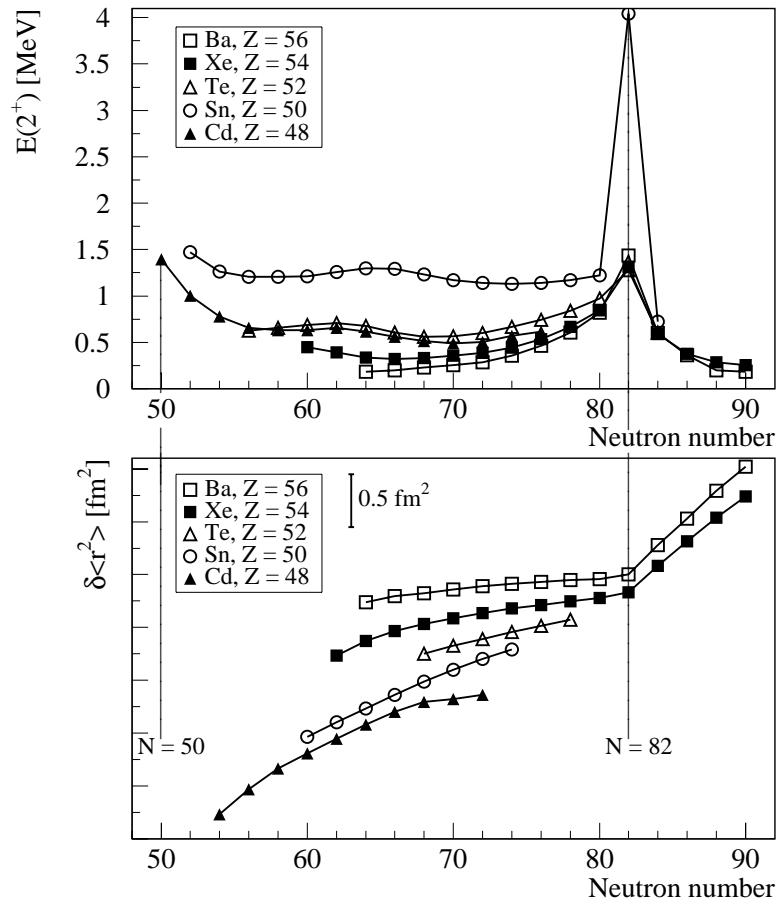 E(2⁺) [MeV]
4
3.5
3
2.5
2
1.5
1
0.5
0
Ba, Z = 56
Xe, Z = 54
Te, Z = 52
Sn, Z = 50
Cd, Z = 48
50 60 70 80 90
Neutron number
δ<r²> [fm²]
Ba, Z = 56
Xe, Z = 54
Te, Z = 52
Sn, Z = 50
Cd, Z = 48
0.5 fm²
N = 50
N = 82
50 60 70 80 90
Neutron number